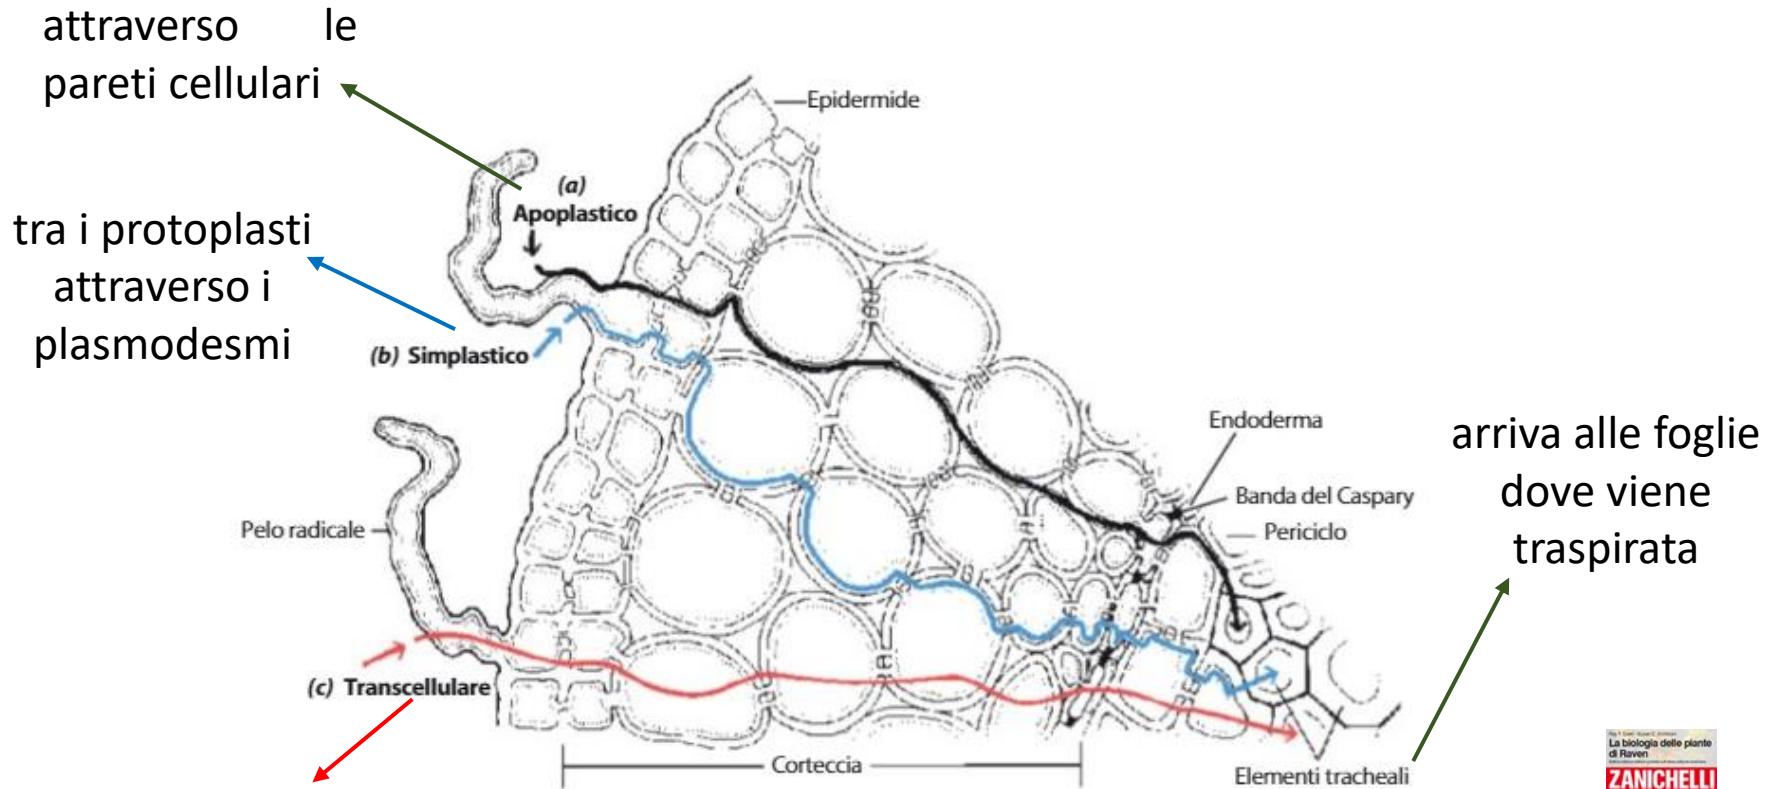 attraverso le
pareti cellulari
Epidermide
(a)
Apoplastico
tra i protoplasti
attraverso i
plasmodesmi
(b) Simplastico
Endoderma
arriva alle foglie
dove viene
traspirata
Banda del Caspary
Periciclo
Pelo radicale
(c) Transcellulare
Corteccia
Elementi tracheali
La biologia delle piante
di Raven
ZANICHELLI